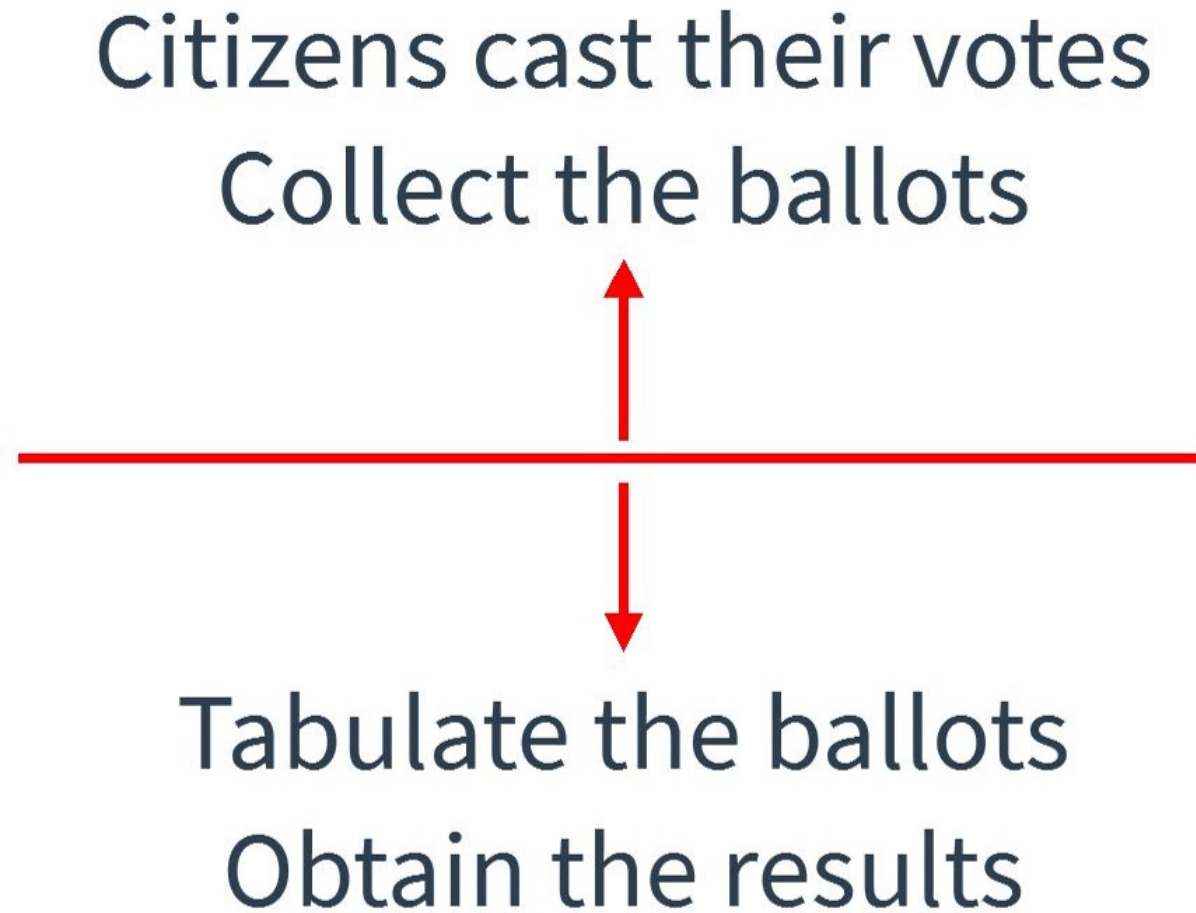 Citizens cast their votes
Collect the ballots
Tabulate the ballots
Obtain the results